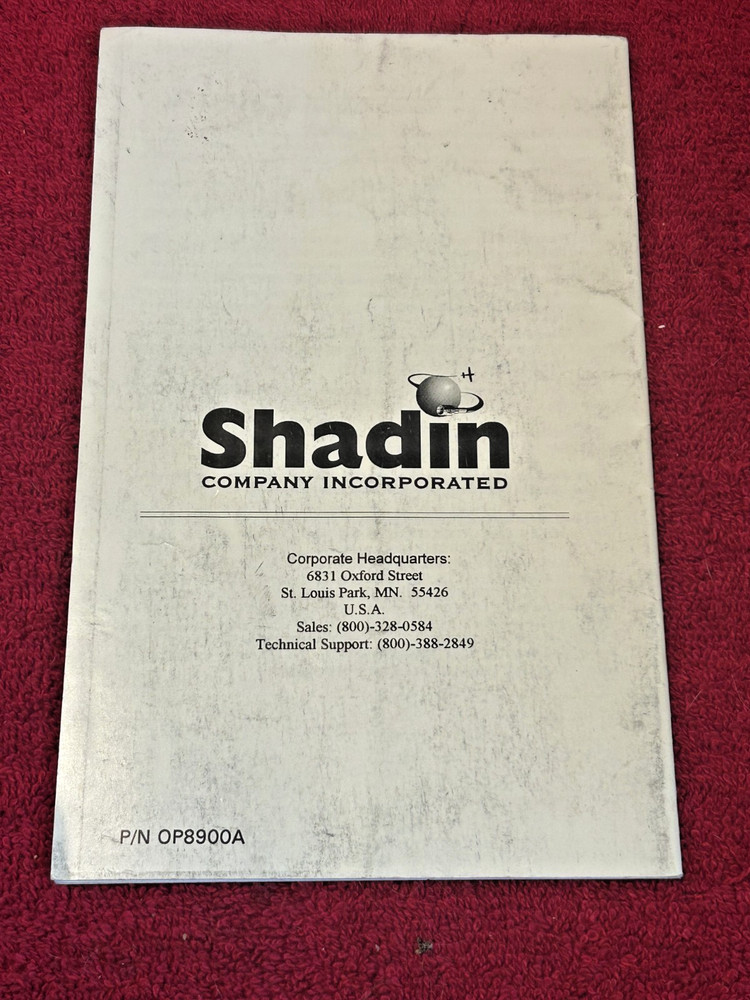 Shadin
COMPANY INCORPORATED
Corporate Headquarters:
6831 Oxford Street
St. Louis Park, MN.  55426
U.S.A.
Sales: (800)-328-0584
Technical Support: (800)-388-2849
P/N OP8900A